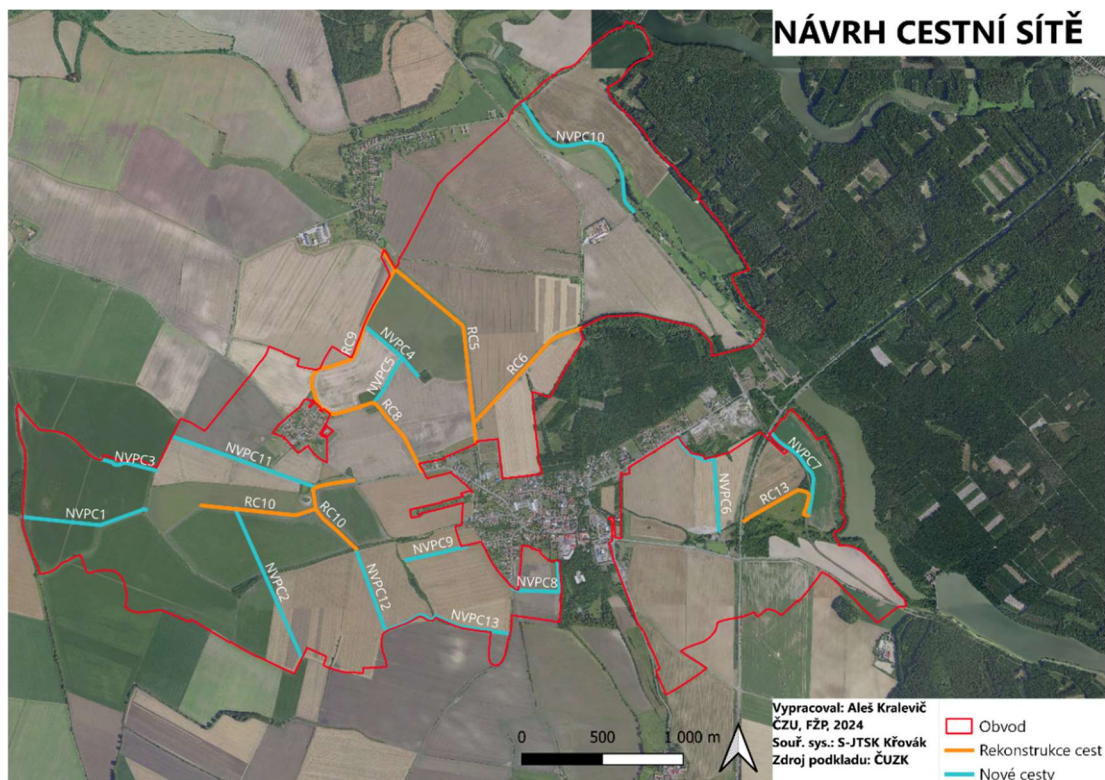 NÁVRH CESTNÍ SÍTĚ
NVPC10
RC9
NVPC4
RC5
RC6
NVPC5
RC8
NVPC11
NVPC3
NVPC7
NVPC6
RC13
RC10
RC10
NVPC1
NVPC2
NVPC9
NVPC12
NVPC8
NVPC13
0 500 1 000 m
Vypracoval: Aleš Kralevič
ČZU, FŽP, 2024
Souř. sys.: S-JTSK Křovák
Zdroj podkladu: ČUZK
Obvod
Rekonstrukce cest
Nové cesty